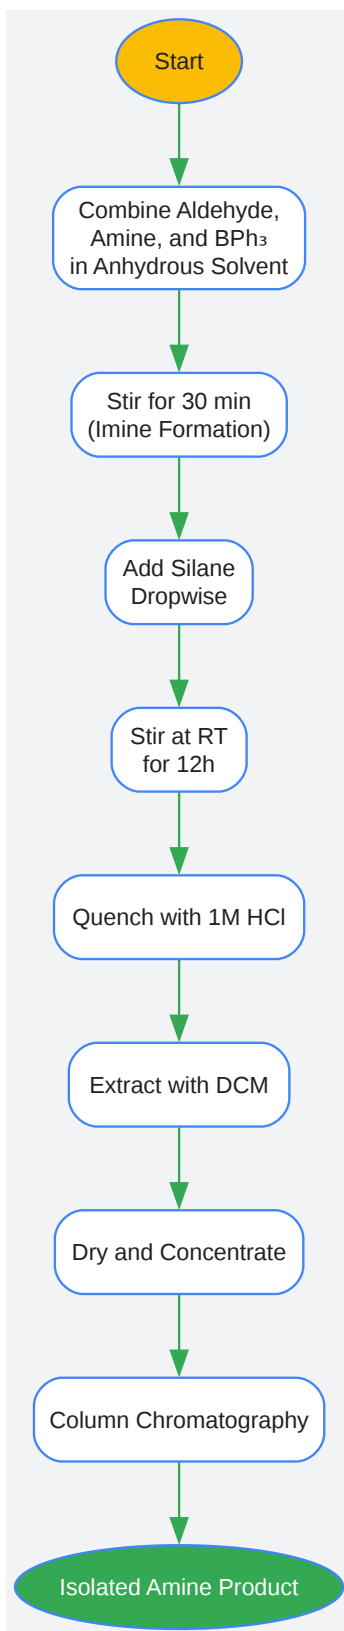 Start
Combine Aldehyde,
Amine, and BPh₃
in Anhydrous Solvent
Stir for 30 min
(Imine Formation)
Add Silane
Dropwise
Stir at RT
for 12h
Quench with 1M HCl
Extract with DCM
Dry and Concentrate
Column Chromatography
Isolated Amine Product